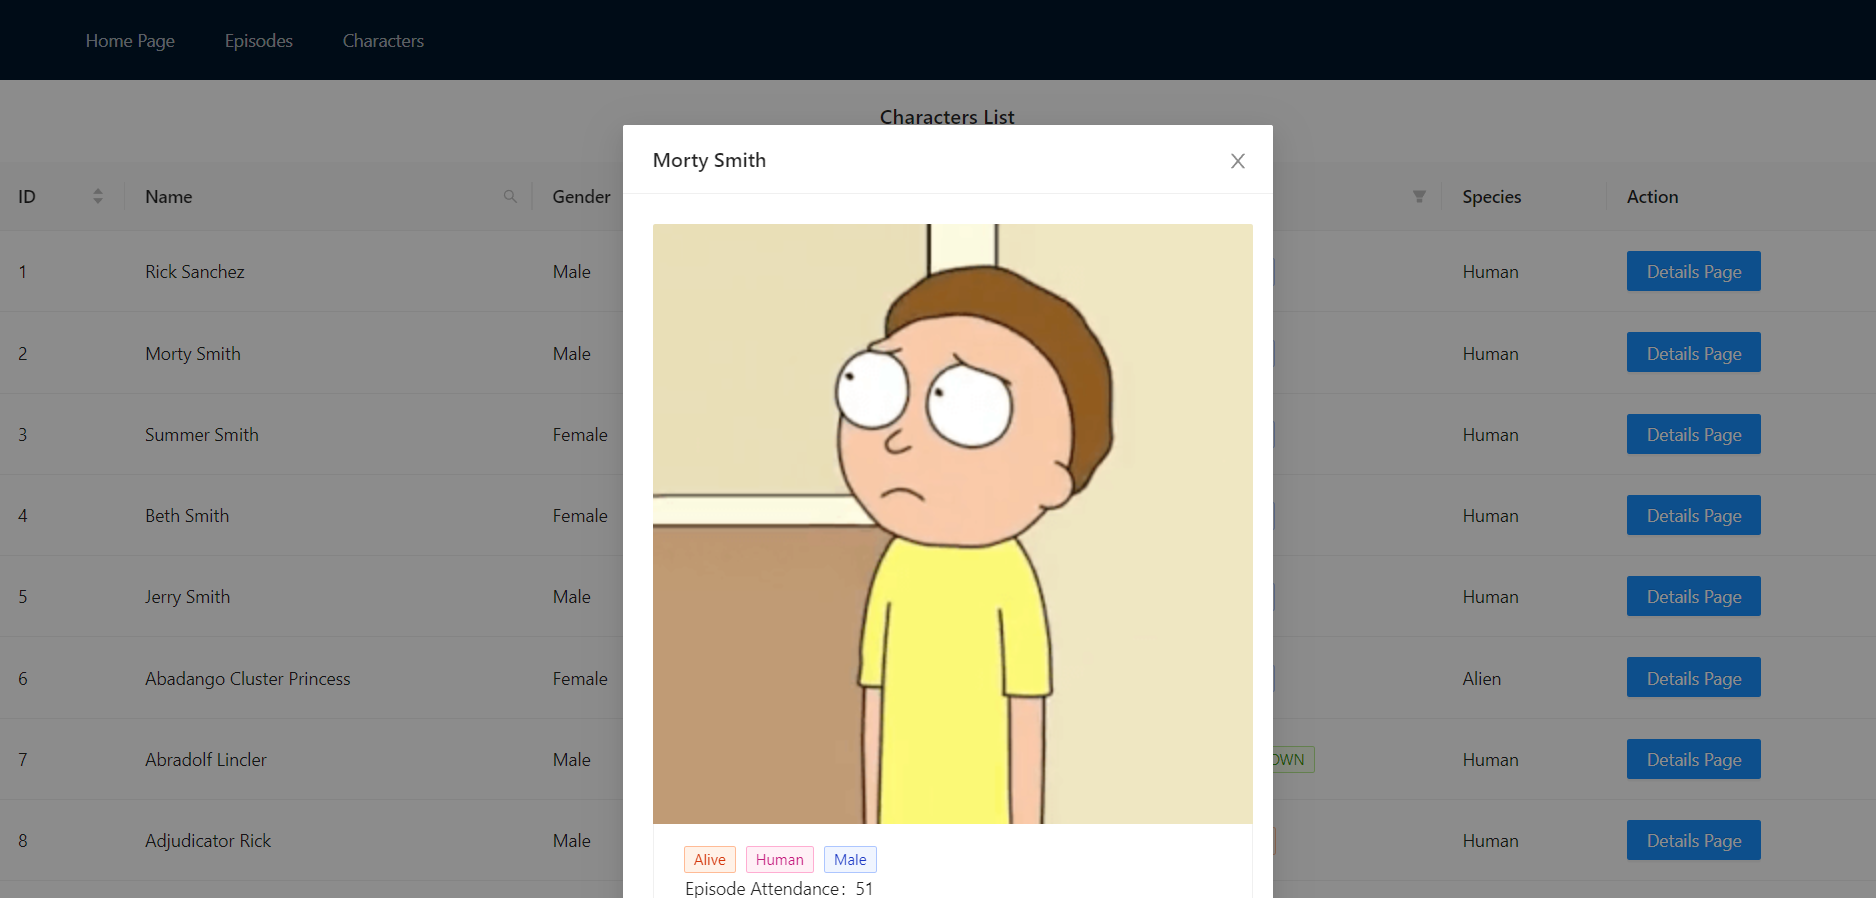 Home Page Episodes Characters
Characters List
Morty Smith
ID Name Gender Species Action
1 Rick Sanchez Male Human Details Page
2 Morty Smith Male Human Details Page
3 Summer Smith Female Human Details Page
4 Beth Smith Female Human Details Page
5 Jerry Smith Male Human Details Page
6 Abadango Cluster Princess Female Alien Details Page
7 Abradolf Lincler Male OWN Human Details Page
8 Adjudicator Rick Male Human Details Page
Alive Human Male
Episode Attendance: 51